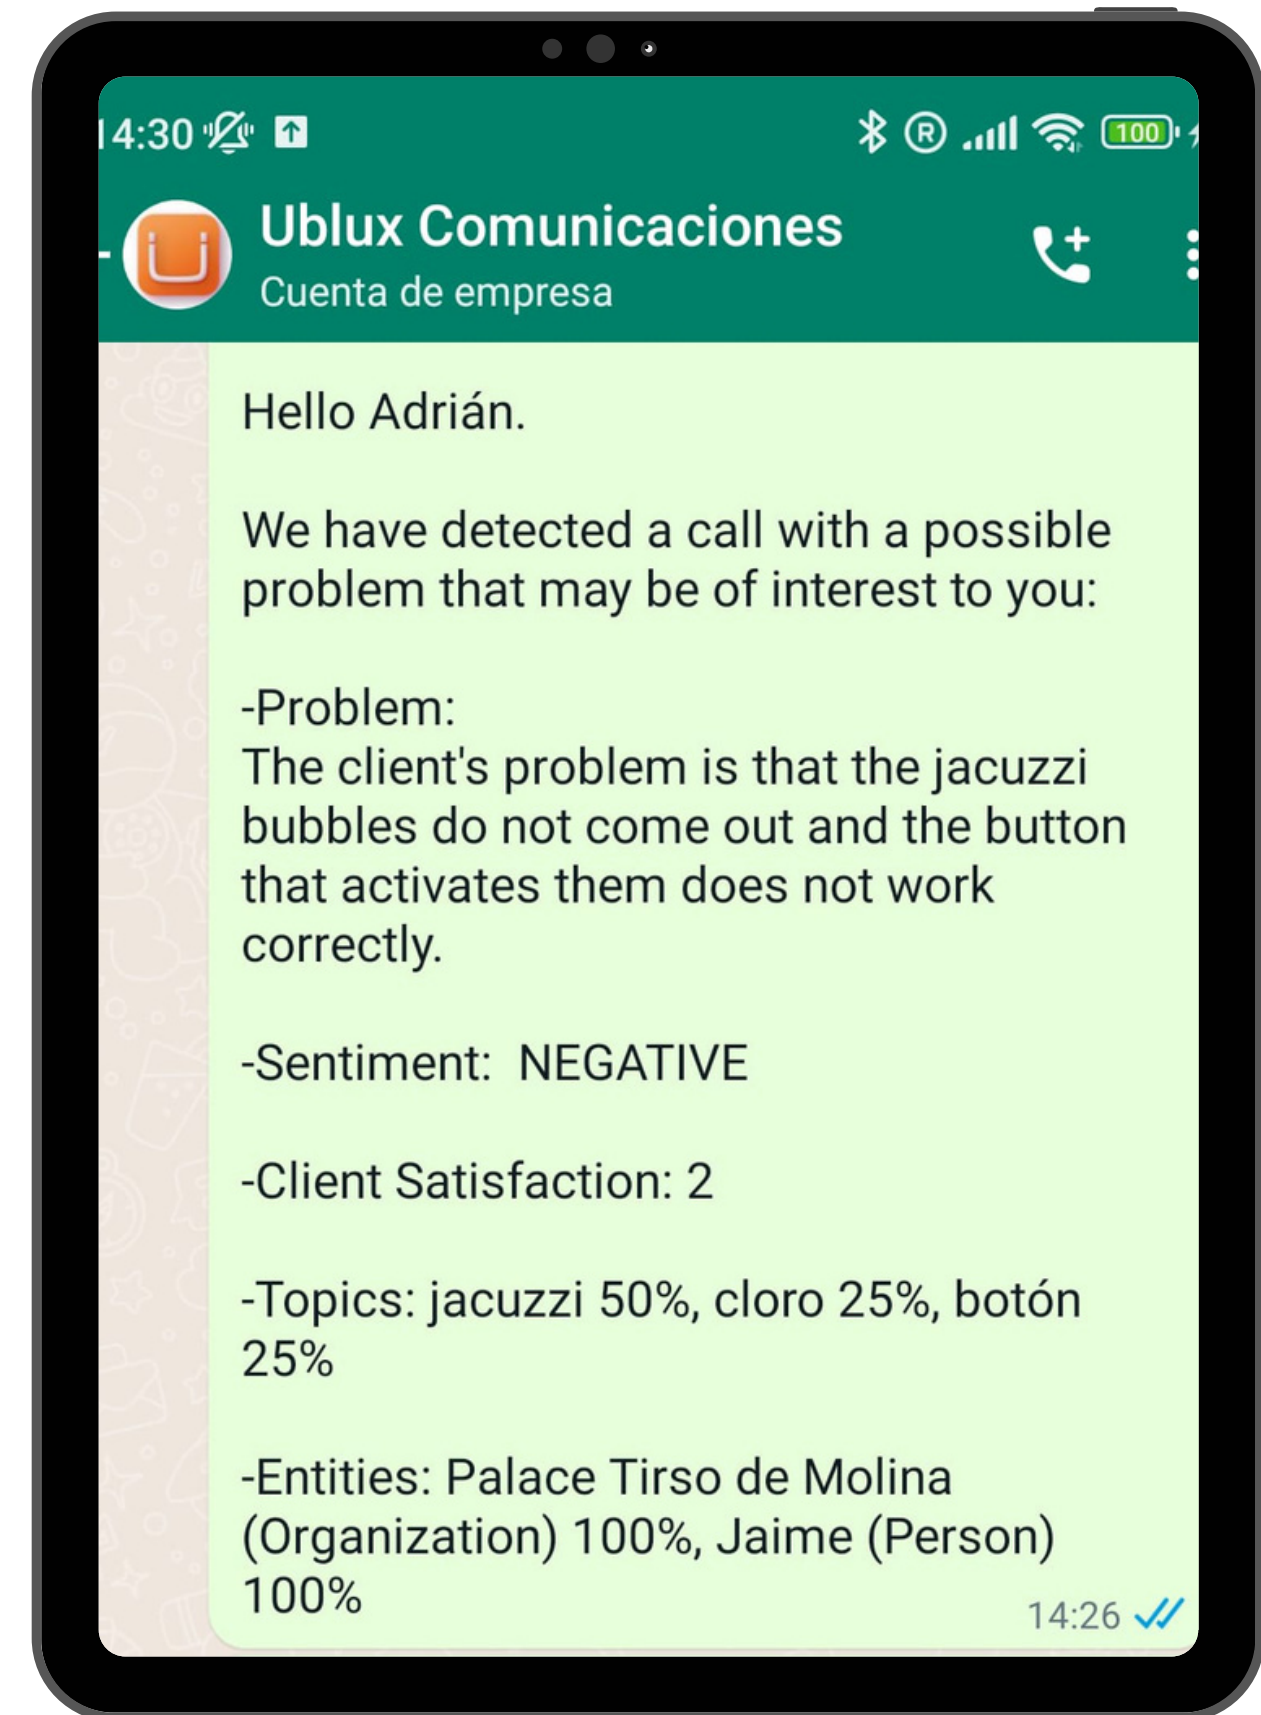 14:30
R
100
Ublux Comunicaciones
Cuenta de empresa
Hello Adrián.
We have detected a call with a possible
problem that may be of interest to you:
-Problem:
The client's problem is that the jacuzzi
bubbles do not come out and the button
that activates them does not work
correctly.
-Sentiment:  NEGATIVE
-Client Satisfaction: 2
-Topics: jacuzzi 50%, cloro 25%, botón
25%
-Entities: Palace Tirso de Molina
(Organization) 100%, Jaime (Person)
100%
14:26